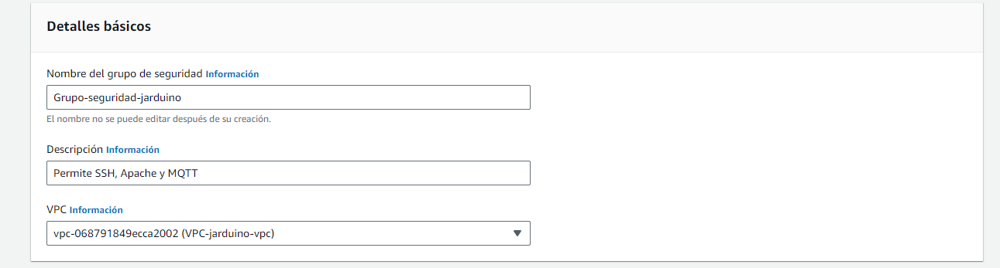 Detalles básicos
Nombre del grupo de seguridad Información
Grupo-seguridad-jarduino
El nombre no se puede editar después de su creación.
Descripción Información
Permite SSH, Apache y MQTT
VPC Información
vpc-068791849ecca2002 (VPC-jarduino-vpc)